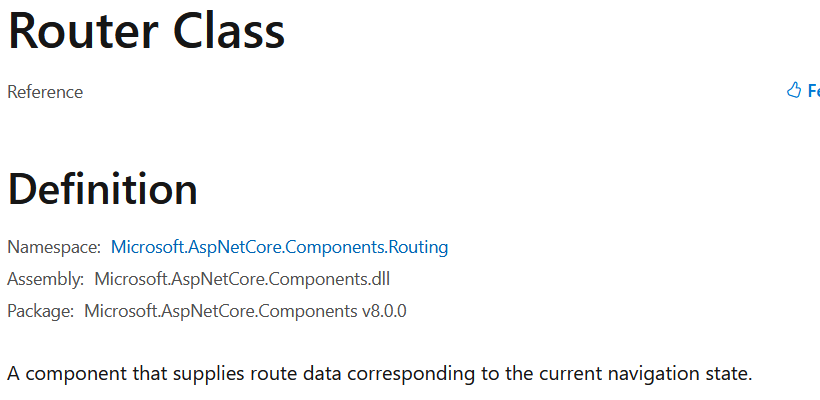 Router Class
Reference
Definition
Namespace: Microsoft.AspNetCore.Components.Routing
Assembly: Microsoft.AspNetCore.Components.dll
Package: Microsoft.AspNetCore.Components v8.0.0
A component that supplies route data corresponding to the current navigation state.